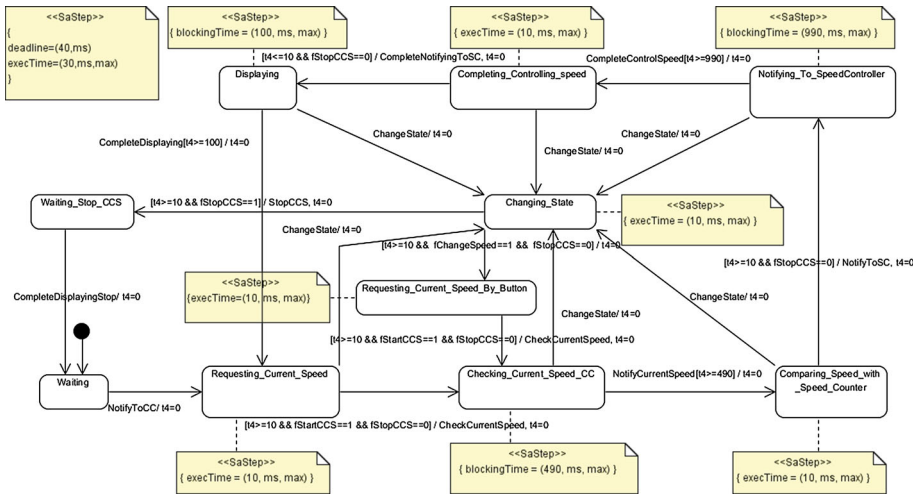 <<SaStep>>
{ blockingTime = (100, ms, max) }
<<SaStep>>
{ execTime = (10, ms, max) }
<<SaStep>>
{ blockingTime = (990, ms, max) }
{
deadline=(40,ms)
execTime=(30,ms,max)
}
[t4<=10 && fStopCCS==0] / CompleteNotifyingToSC, t4=0
CompleteControlSpeed[t4>=990] / t4=0
Displaying
Completing_Controlling_speed
Notifying_To_SpeedController
CompleteDisplaying[t4>=100] / t4=0
ChangeState/ t4=0
ChangeState/ t4=0
ChangeState/ t4=0
Waiting_Stop_CCS
[t4>=10 && fStopCCS==1] / StopCCS, t4=0
Changing_State
<<SaStep>>
{ execTime = (10, ms, max) }
ChangeState/ t4=0
[t4>=10 && fChangeSpeed==1 && fStopCCS==0] / t4=0
[t4>=10 && fStopCCS==0] / NotifyToSC, t4=0
<<SaStep>>
{execTime=(10, ms, max)}
Requesting_Current_Speed_By_Button
CompleteDisplayingStop/ t4=0
ChangeState/ t4=0
ChangeState/ t4=0
[t4>=10 && fStartCCS==1 && fStopCCS==0] / CheckCurrentSpeed, t4=0
Waiting
Requesting_Current_Speed
Checking_Current_Speed_CC
NotifyCurrentSpeed[t4>=490] / t4=0
Comparing_Speed_with
_Speed_Counter
NotifyToCC/ t4=0
[t4>=10 && fStartCCS==1 && fStopCCS==0] / CheckCurrentSpeed, t4=0
<<SaStep>>
{ execTime = (10, ms, max) }
<<SaStep>>
{ blockingTime = (490, ms, max) }
<<SaStep>>
{ execTime = (10, ms, max) }